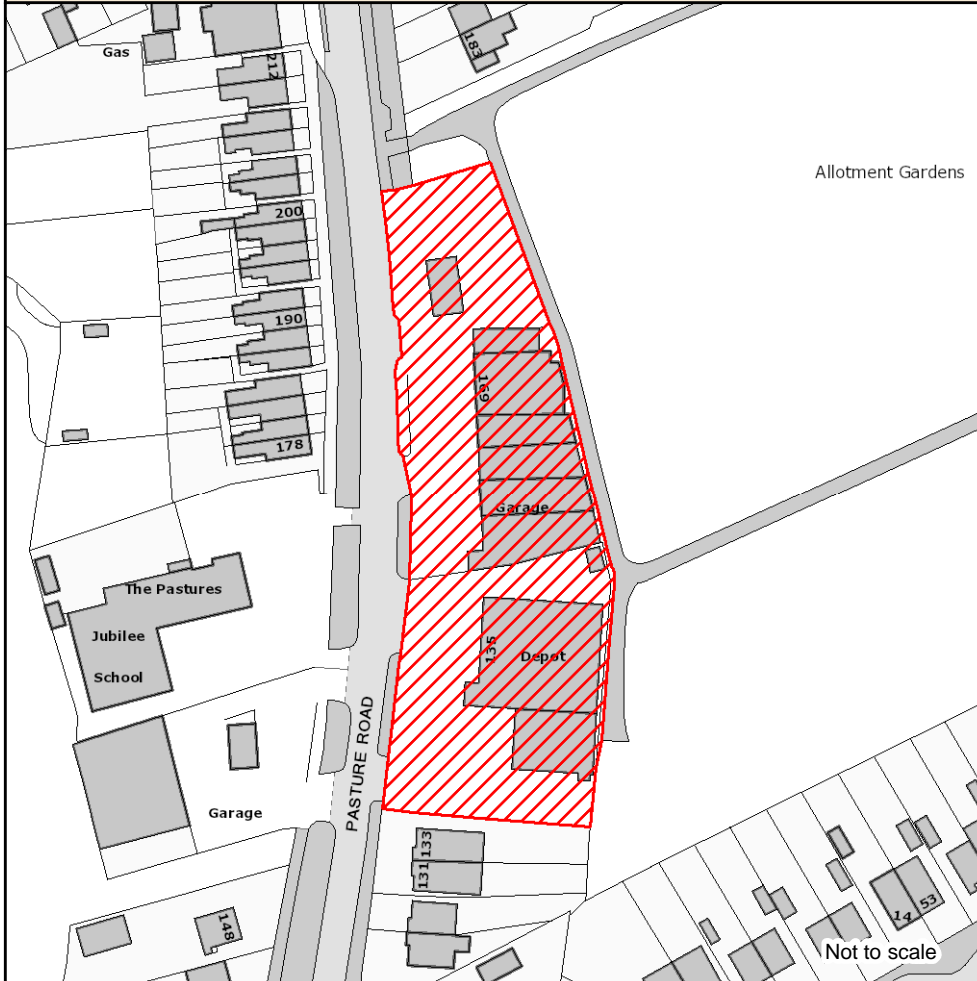 183
Gas
212
Allotment Gardens
200
190
169
178
Garage
The Pastures
Jubilee
School
135
Depot
PASTURE ROAD
Garage
133
131
148
14
53
Not to scale